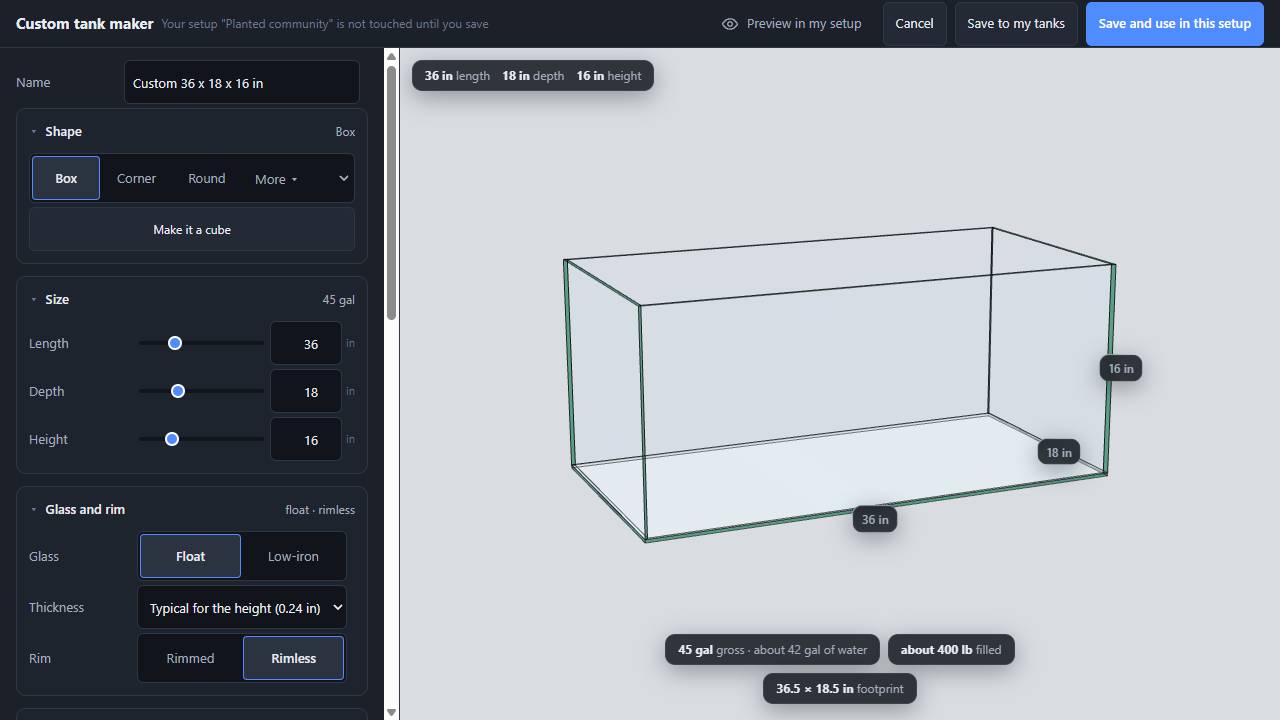 Custom tank maker Your setup "Planted community" is not touched until you save
Preview in my setup
Cancel
Save to my tanks
Save and use in this setup
Name
Custom 36 x 18 x 16 in
Shape
Box
Box
Corner
Round
More
Make it a cube
Size
45 gal
Length
36
in
Depth
18
in
Height
16
in
Glass and rim
float · rimless
Glass
Float
Low-iron
Thickness
Typical for the height (0.24 in)
Rim
Rimmed
Rimless
36 in length 18 in depth 16 in height
16 in
18 in
36 in
45 gal gross · about 42 gal of water
about 400 lb filled
36.5 × 18.5 in footprint